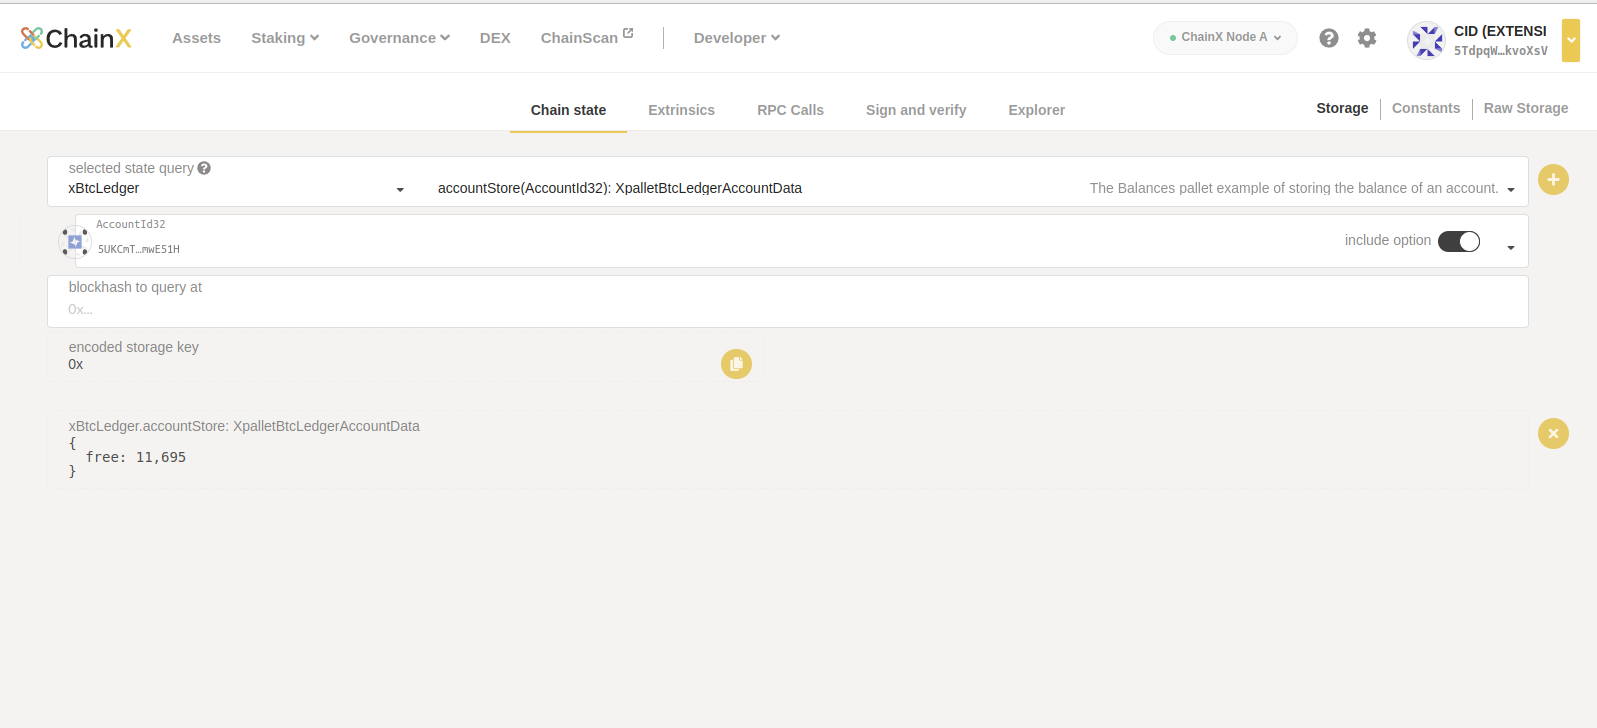 ChainX Assets Staking Governance DEX ChainScan Developer ChainX Node A CID (EXTENSI
5TdpqW…kvoXsV
Chain state Extrinsics RPC Calls Sign and verify Explorer Storage Constants Raw Storage
selected state query
xBtcLedger accountStore(AccountId32): XpalletBtcLedgerAccountData The Balances pallet example of storing the balance of an account.
AccountId32
5UKCmT…mwE51H include option
blockhash to query at
0x...
encoded storage key
0x
xBtcLedger.accountStore: XpalletBtcLedgerAccountData
{
free: 11,695
}